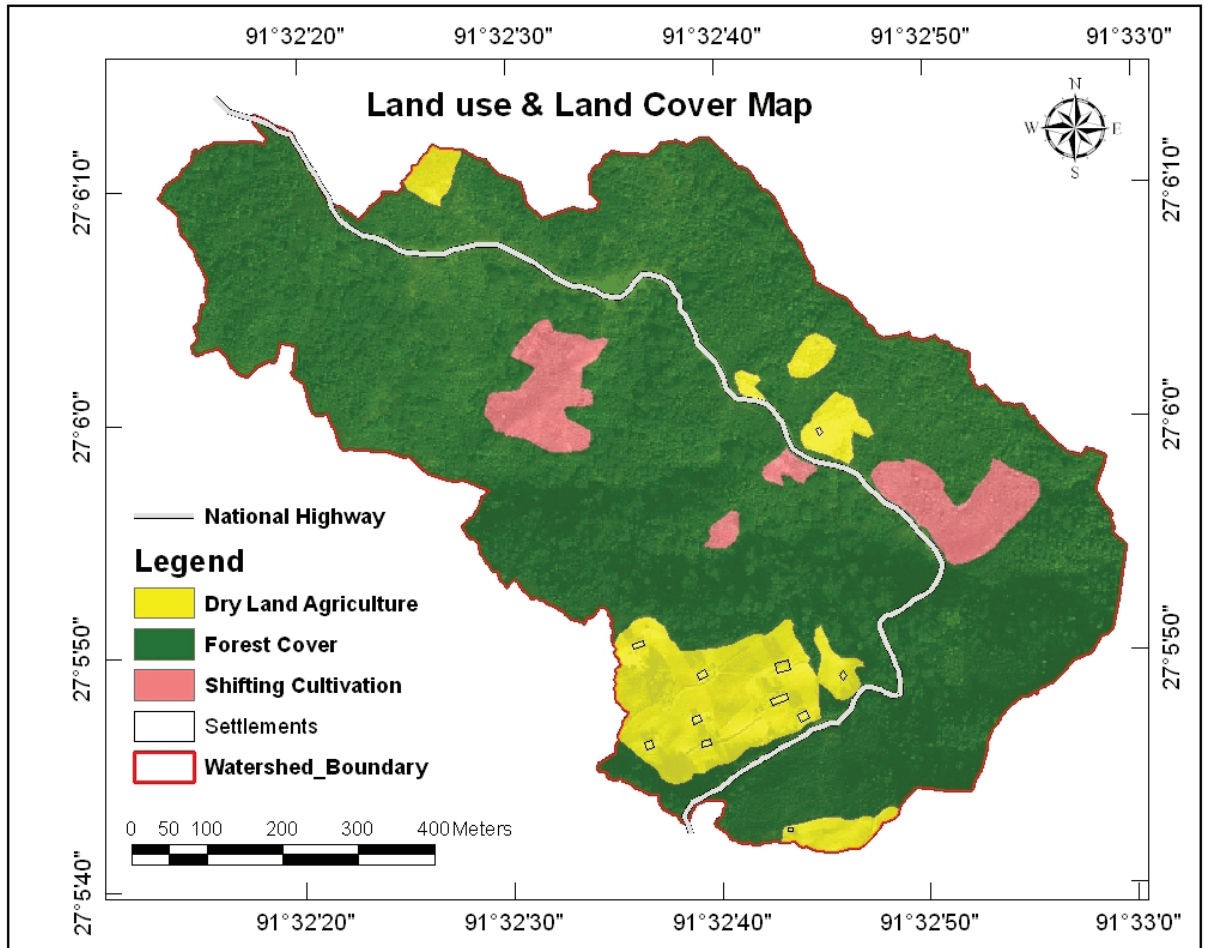 91°32'20" 91°32'30" 91°32'40" 91°32'50" 91°33'0"
Land use & Land Cover Map
N
W E
S
27°6'10" 27°6'10"
27°6'0" 27°6'0"
National Highway
Legend
Dry Land Agriculture
Forest Cover
Shifting Cultivation
Settlements
Watershed_Boundary
27°5'50" 27°5'50"
0 50 100 200 300 400 Meters
27°5'40"
91°32'20" 91°32'30" 91°32'40" 91°32'50" 91°33'0"